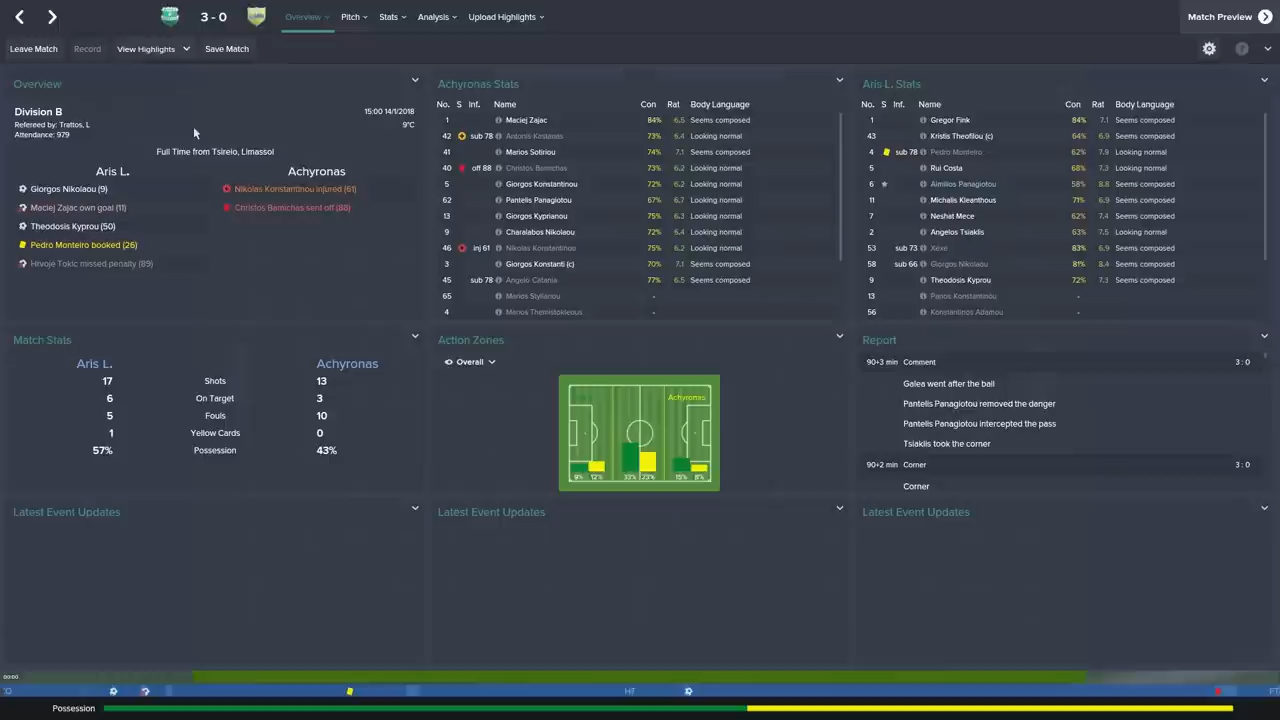 3 - 0
Overview
Pitch
Stats
Analysis
Upload Highlights
Match Preview
Leave Match
Record
View Highlights
Save Match
Overview
Division B
15:00 14/1/2018
Refereed by: Trattos, L
9°C
Attendance: 979
Full Time from Tsireio, Limassol
Aris L.
Achyronas
Giorgos Nikolaou (9)
Nikolas Konstantinou injured (61)
Maciej Zajac own goal (11)
Christos Bamichas sent off (88)
Theodosis Kyprou (50)
Pedro Monteiro booked (26)
Hrvoje Tokic missed penalty (89)
Achyronas Stats
No. S Inf. Name Con Rat Body Language
1 Maciej Zajac 84% 6.5 Seems composed
42 sub 78 Antonis Kastanas 73% 6.4 Looking normal
41 Marios Sotiriou 74% 7.1 Seems composed
40 off 88 Christos Bamichas 73% 6.2 Looking normal
5 Giorgos Konstantinou 72% 6.2 Looking normal
62 Pantelis Panagiotou 67% 6.7 Looking normal
13 Giorgos Kyprianou 75% 6.3 Looking normal
9 Charalabos Nikolaou 72% 6.4 Looking normal
46 inj 61 Nikolas Konstantinou 75% 6.2 Looking normal
3 Giorgos Konstanti (c) 70% 7.1 Seems composed
45 sub 78 Angelo Catania 77% 6.5 Seems composed
65 Marios Stylianou -
4 Marios Themistokleous -
Aris L. Stats
No. S Inf. Name Con Rat Body Language
1 Gregor Fink 84% 7.1 Seems composed
43 Kristis Theofilou (c) 64% 6.9 Seems composed
4 sub 78 Pedro Monteiro 62% 7.9 Looking normal
5 Rui Costa 68% 7.3 Looking normal
6 Aimilios Panagiotou 58% 8.8 Seems composed
11 Michalis Kleanthous 71% 6.9 Seems composed
7 Neshat Mece 62% 7.4 Seems composed
2 Angelos Tsiaklis 63% 7.5 Looking normal
53 sub 73 Xexe 83% 6.9 Seems composed
58 sub 66 Giorgos Nikolaou 81% 8.4 Seems composed
9 Theodosis Kyprou 72% 7.3 Seems composed
13 Panos Konstantinou -
56 Konstantinos Adamou -
Match Stats
Aris L.
Achyronas
17 Shots 13
6 On Target 3
5 Fouls 10
1 Yellow Cards 0
57% Possession 43%
Action Zones
Overall
Achyronas
9% 12% 33% 23% 15% 8%
Report
90+3 min Comment 3 : 0
Galea went after the ball
Pantelis Panagiotou removed the danger
Pantelis Panagiotou intercepted the pass
Tsiaklis took the corner
90+2 min Corner 3 : 0
Corner
Latest Event Updates
Latest Event Updates
Latest Event Updates
00:00
HT
FT
Possession